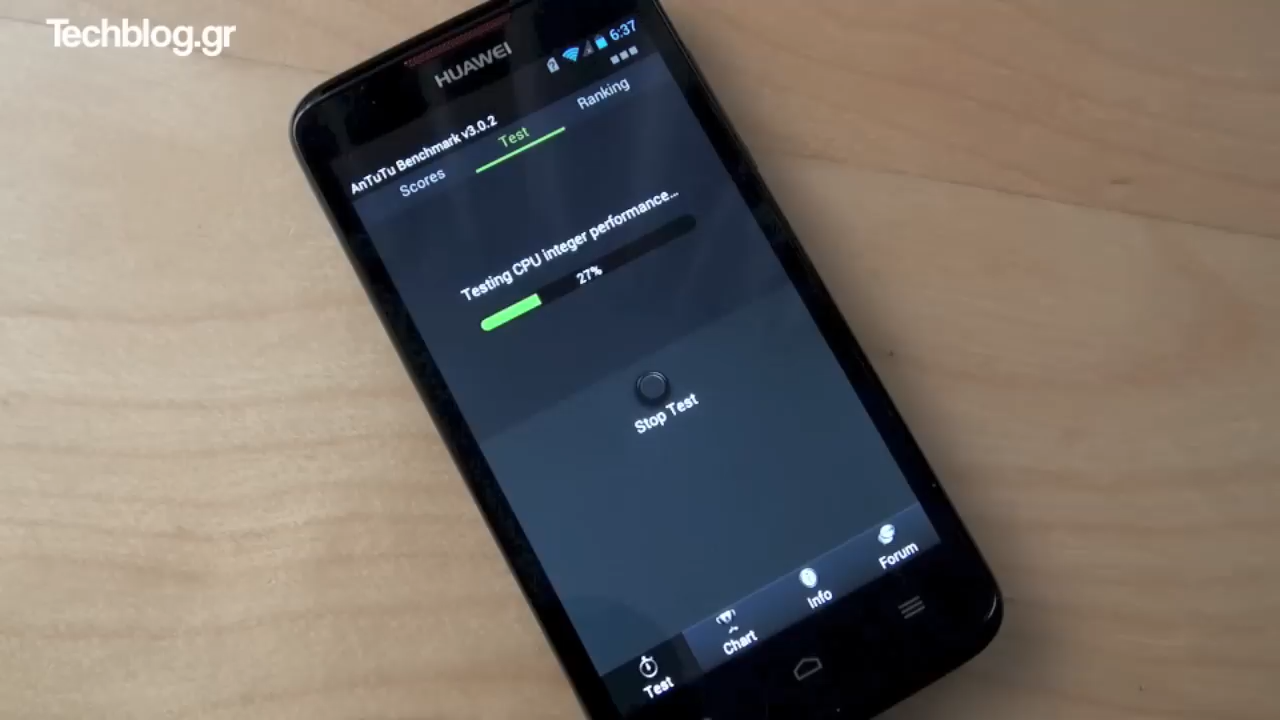 Techblog.gr
HUAWEI
6:37
AnTuTu Benchmark v3.0.2
Scores
Test
Ranking
Testing CPU integer performance...
27%
Stop Test
Test
Chart
Info
Forum